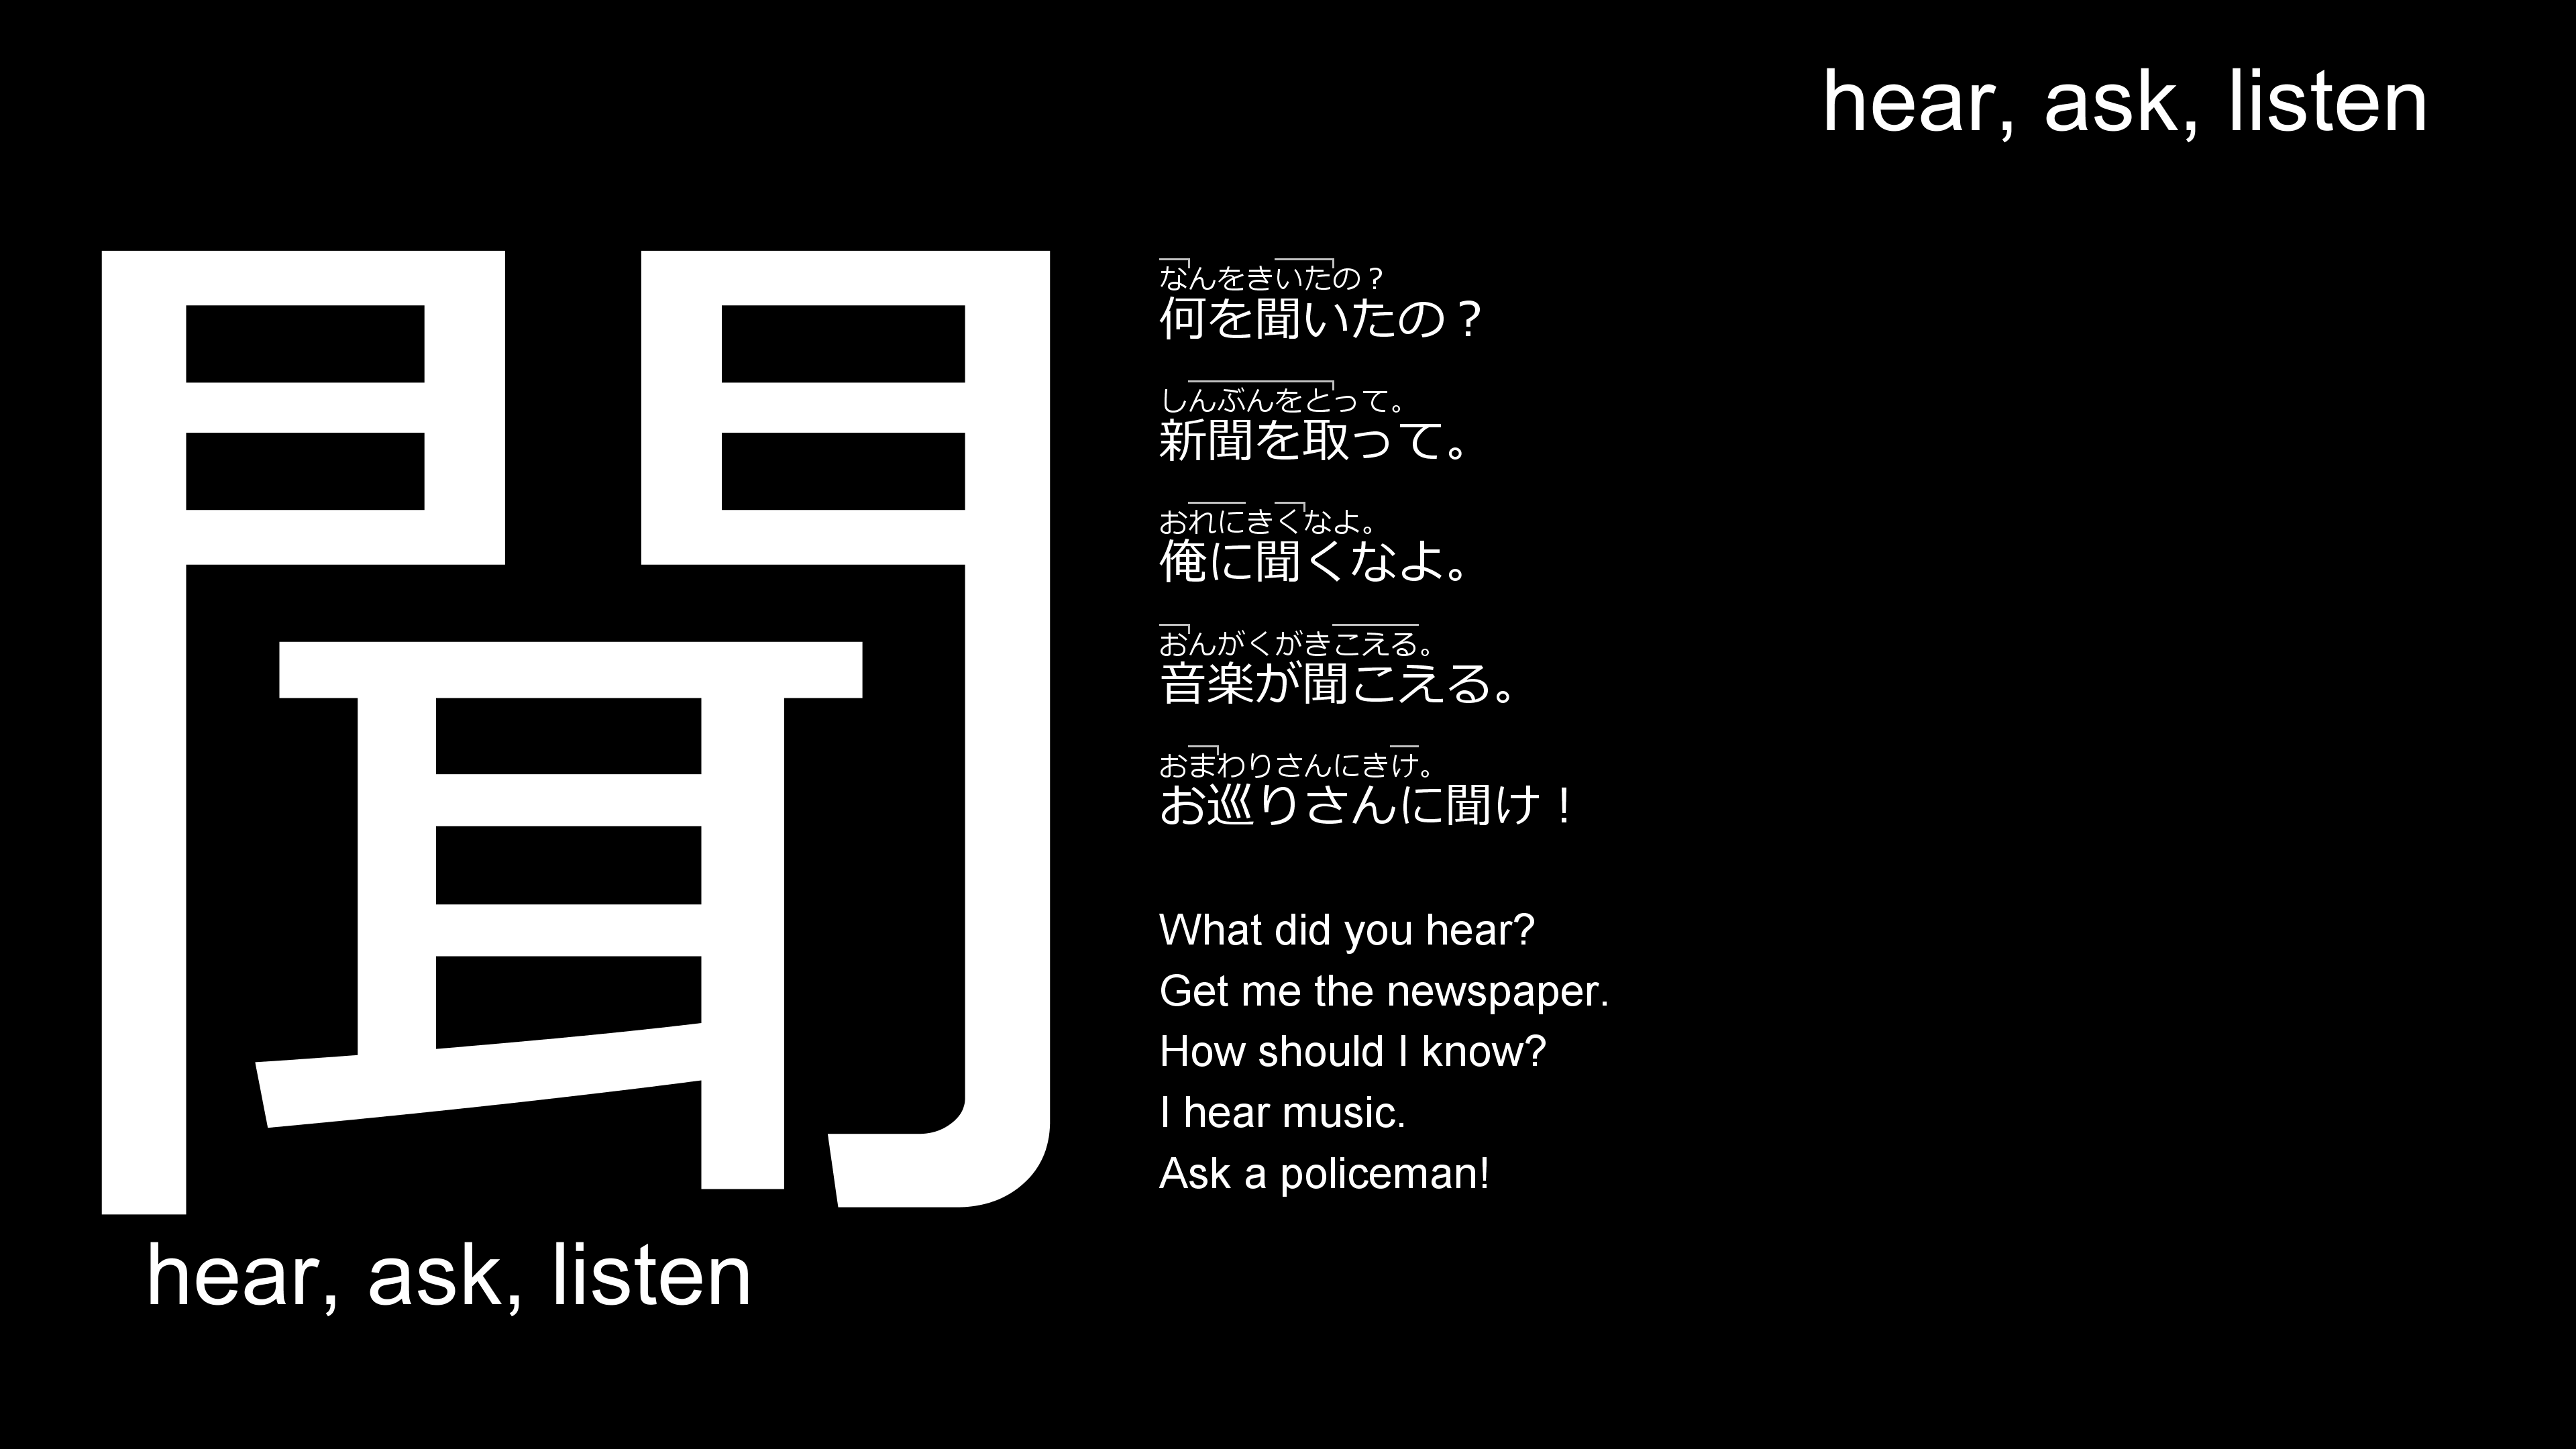 hear, ask, listen
聞
hear, ask, listen
なんをきいたの？
何を聞いたの？
しんぶんをとって。
新聞を取って。
おれにきくなよ。
俺に聞くなよ。
おんがくがきこえる。
音楽が聞こえる。
おまわりさんにきけ。
お巡りさんに聞け！
What did you hear?
Get me the newspaper.
How should I know?
I hear music.
Ask a policeman!